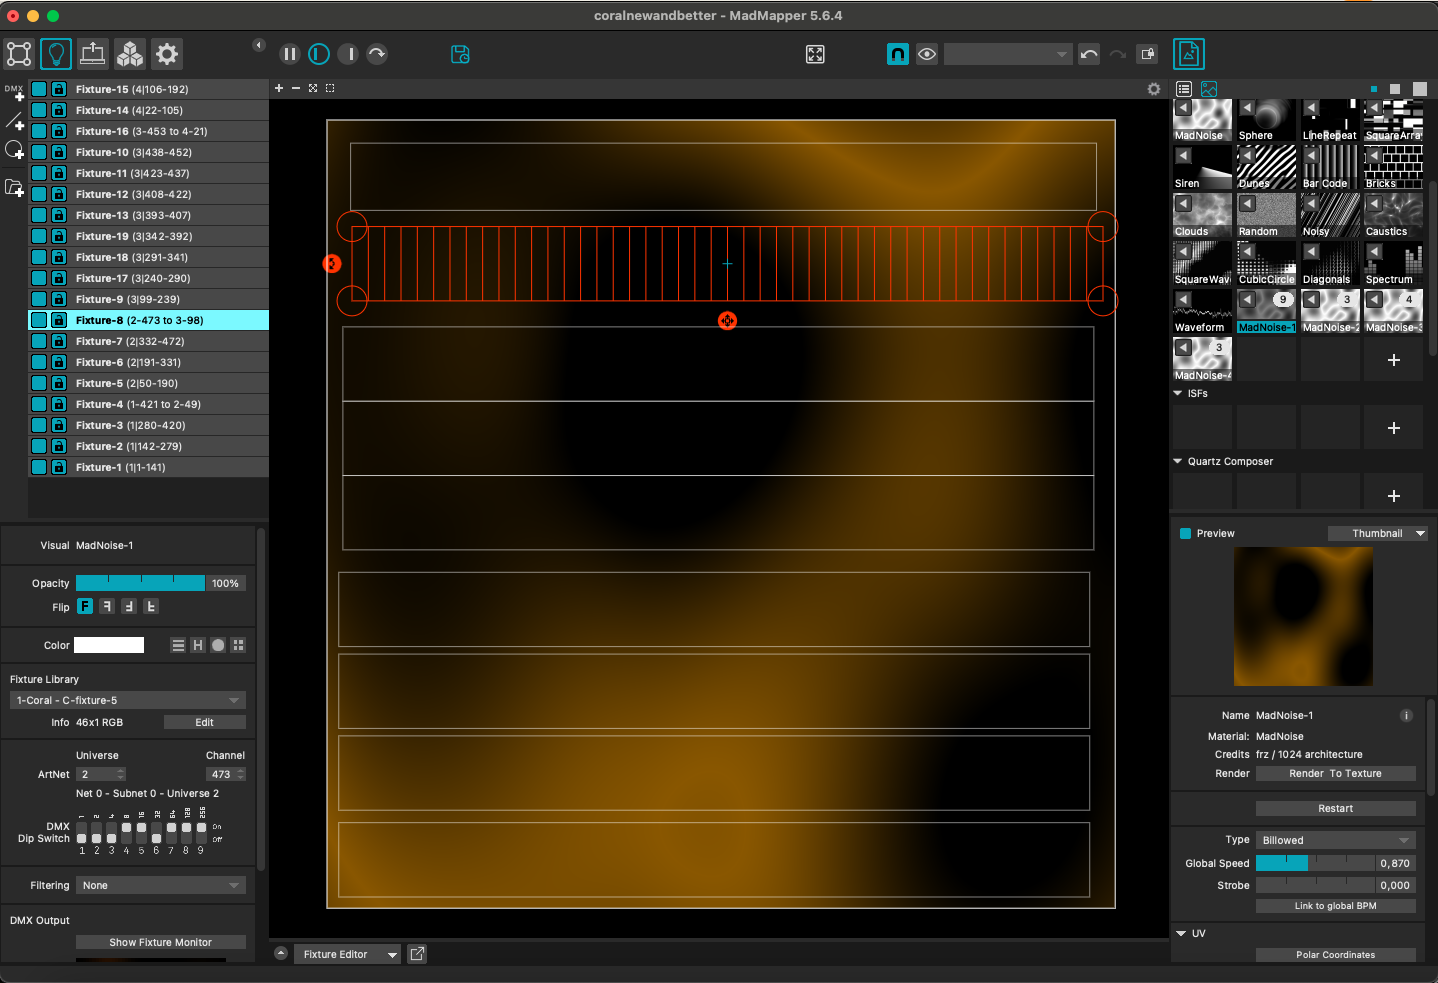 coralnewandbetter - MadMapper 5.6.4
DMX
Fixture-15 (4|106-192)
Fixture-14 (4|22-105)
Fixture-16 (3-453 to 4-21)
Fixture-10 (3|438-452)
Fixture-11 (3|423-437)
Fixture-12 (3|408-422)
Fixture-13 (3|393-407)
Fixture-19 (3|342-392)
Fixture-18 (3|291-341)
Fixture-17 (3|240-290)
Fixture-9 (3|99-239)
Fixture-8 (2-473 to 3-98)
Fixture-7 (2|332-472)
Fixture-6 (2|191-331)
Fixture-5 (2|50-190)
Fixture-4 (1-421 to 2-49)
Fixture-3 (1|280-420)
Fixture-2 (1|142-279)
Fixture-1 (1|1-141)
Visual MadNoise-1
Opacity 100%
Flip F
Color H
Fixture Library
1-Coral - C-fixture-5
Info 46x1 RGB Edit
Universe Channel
ArtNet 2 473
Net 0 - Subnet 0 - Universe 2
1 2 4 8 16 32 64 128 256
DMX On
Dip Switch Off
1 2 3 4 5 6 7 8 9
Filtering None
DMX Output
Show Fixture Monitor
Fixture Editor
MadNoise Sphere LineRepeat SquareArra
Siren Dunes Bar Code Bricks
Clouds Random Noisy Caustics
SquareWav CubicCircle Diagonals Spectrum
9 3 4
Waveform MadNoise-1 MadNoise-2 MadNoise-3
3
MadNoise-4
ISFs
Quartz Composer
Preview Thumbnail
Name MadNoise-1 i
Material: MadNoise
Credits frz / 1024 architecture
Render Render To Texture
Restart
Type Billowed
Global Speed 0,870
Strobe 0,000
Link to global BPM
UV
Polar Coordinates